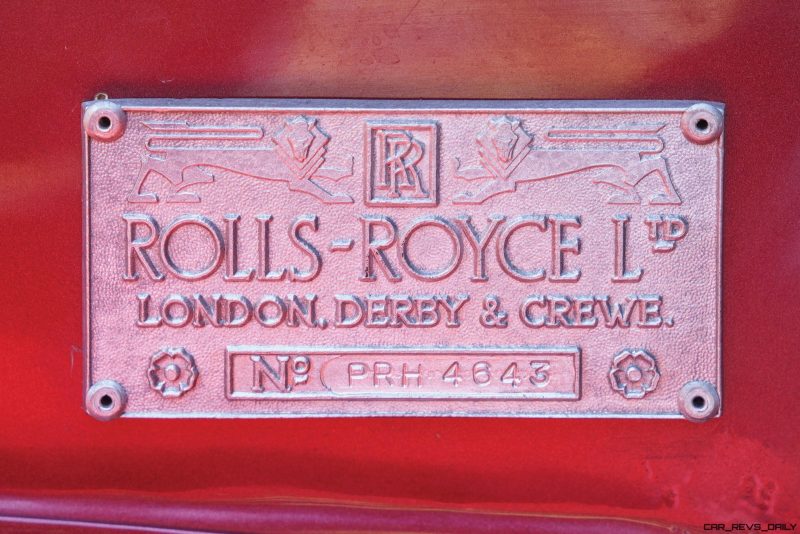 RR
ROLLS-ROYCE LTD
LONDON, DERBY & CREWE.
No PRH 4643
CAR_REVS_DAILY